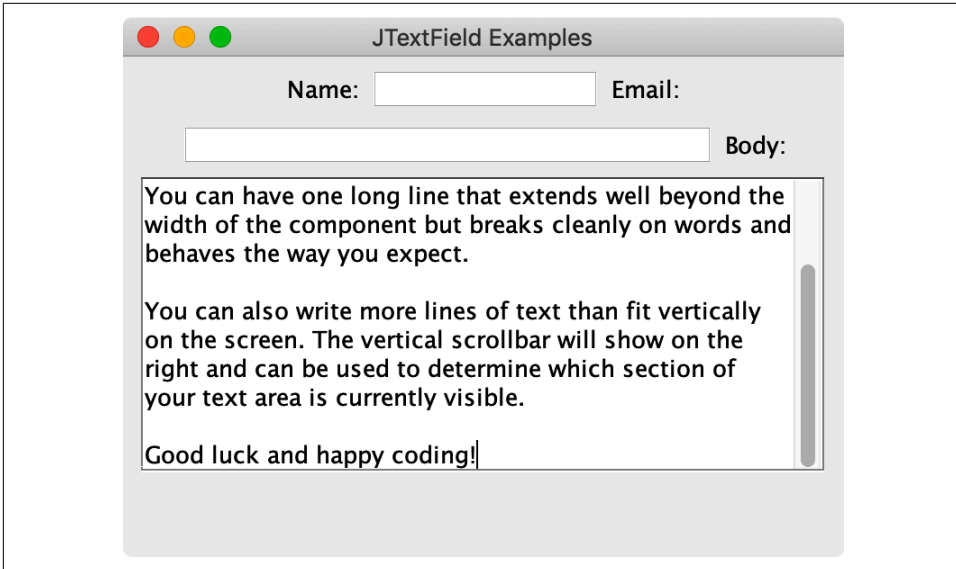 JTextField Examples
Name: Email:
Body:
You can have one long line that extends well beyond the
width of the component but breaks cleanly on words and
behaves the way you expect.
You can also write more lines of text than fit vertically
on the screen. The vertical scrollbar will show on the
right and can be used to determine which section of
your text area is currently visible.
Good luck and happy coding!